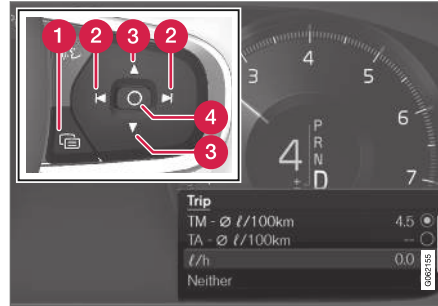 1
2
3
2
4
3
3
4
5
6
7
4
P
R
N
D
±
Trip
TM - Ø ℓ/100km 4.5
TA - Ø ℓ/100km --
ℓ/h 0.0
Neither
G062155